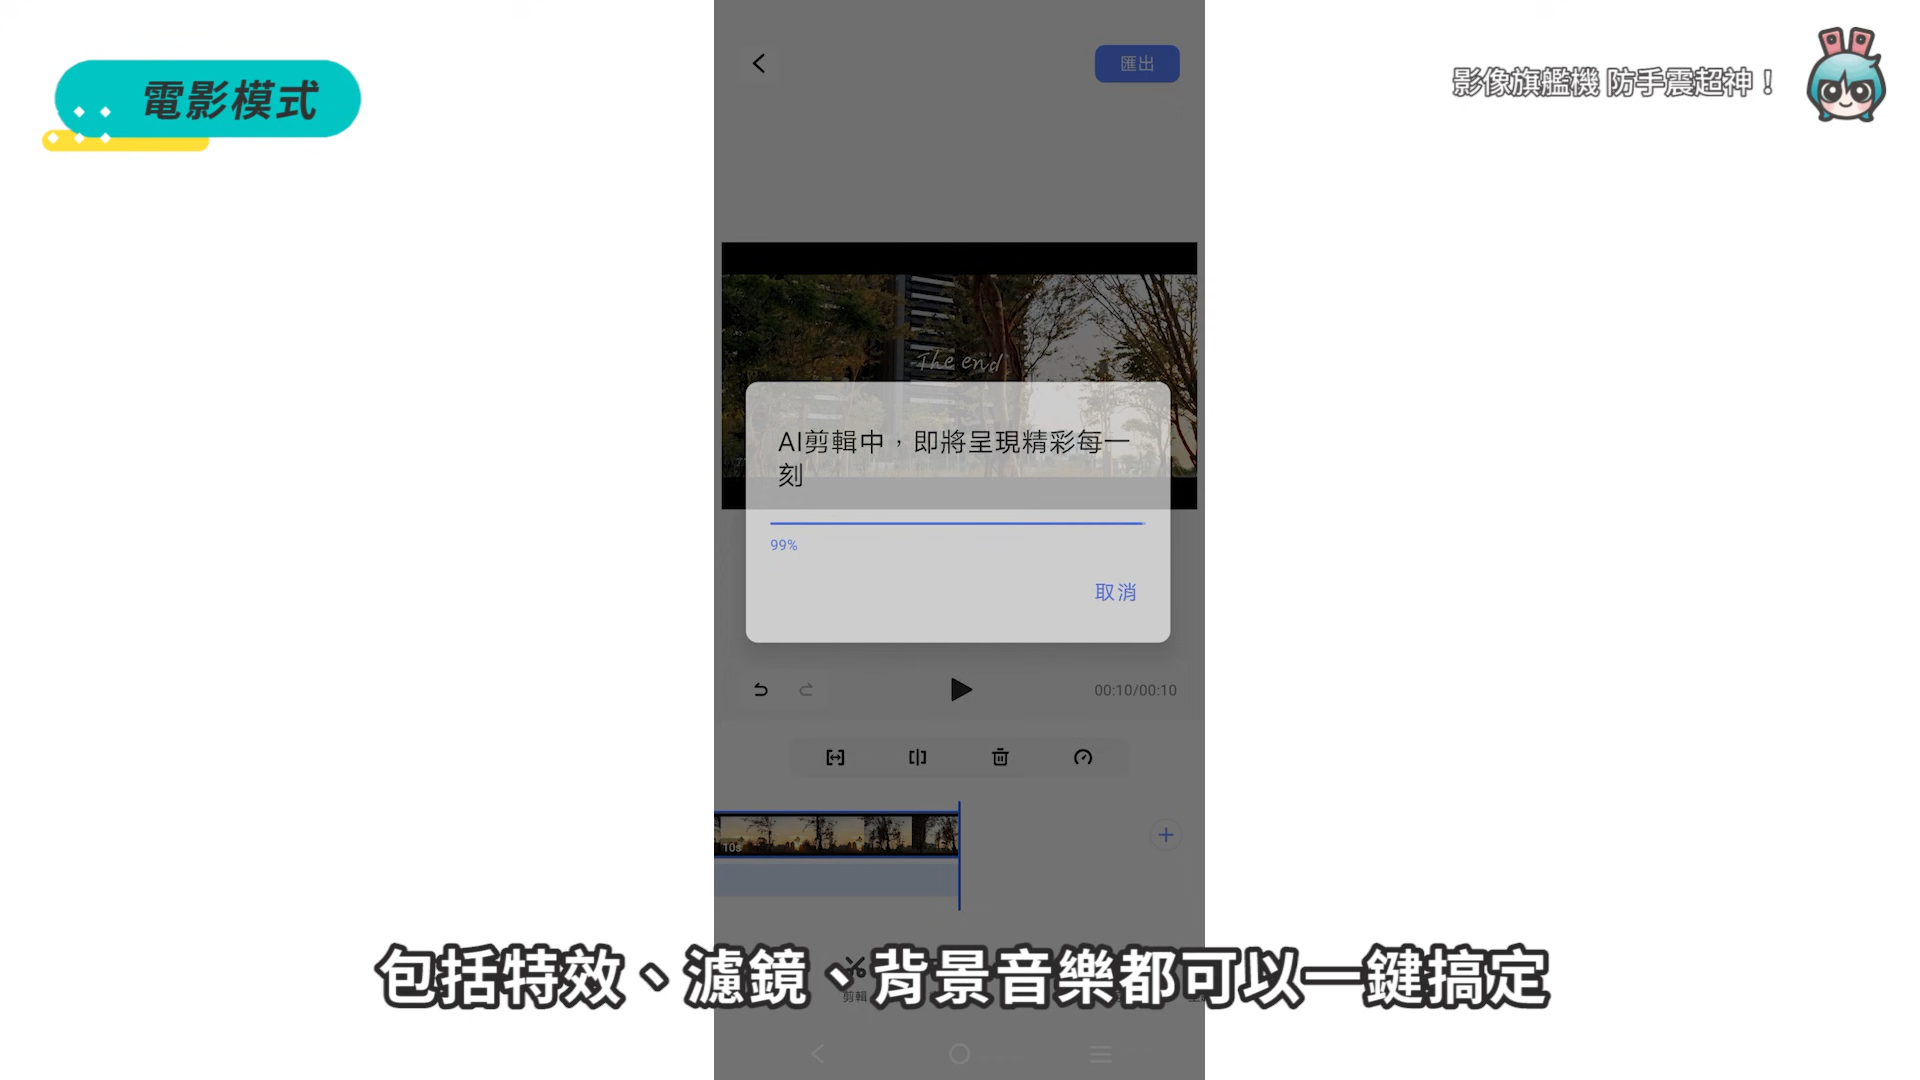 電影模式
影像旗艦機 防手震超神！
匯出
The end
AI剪輯中，即將呈現精彩每一
刻
99%
取消
00:10/00:10
10s
剪輯
包括特效、濾鏡、背景音樂都可以一鍵搞定